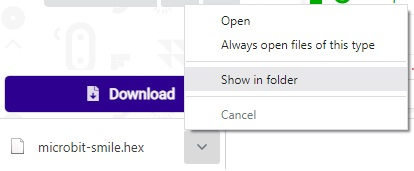 Open
Always open files of this type
Show in folder
Cancel
Download
microbit-smile.hex